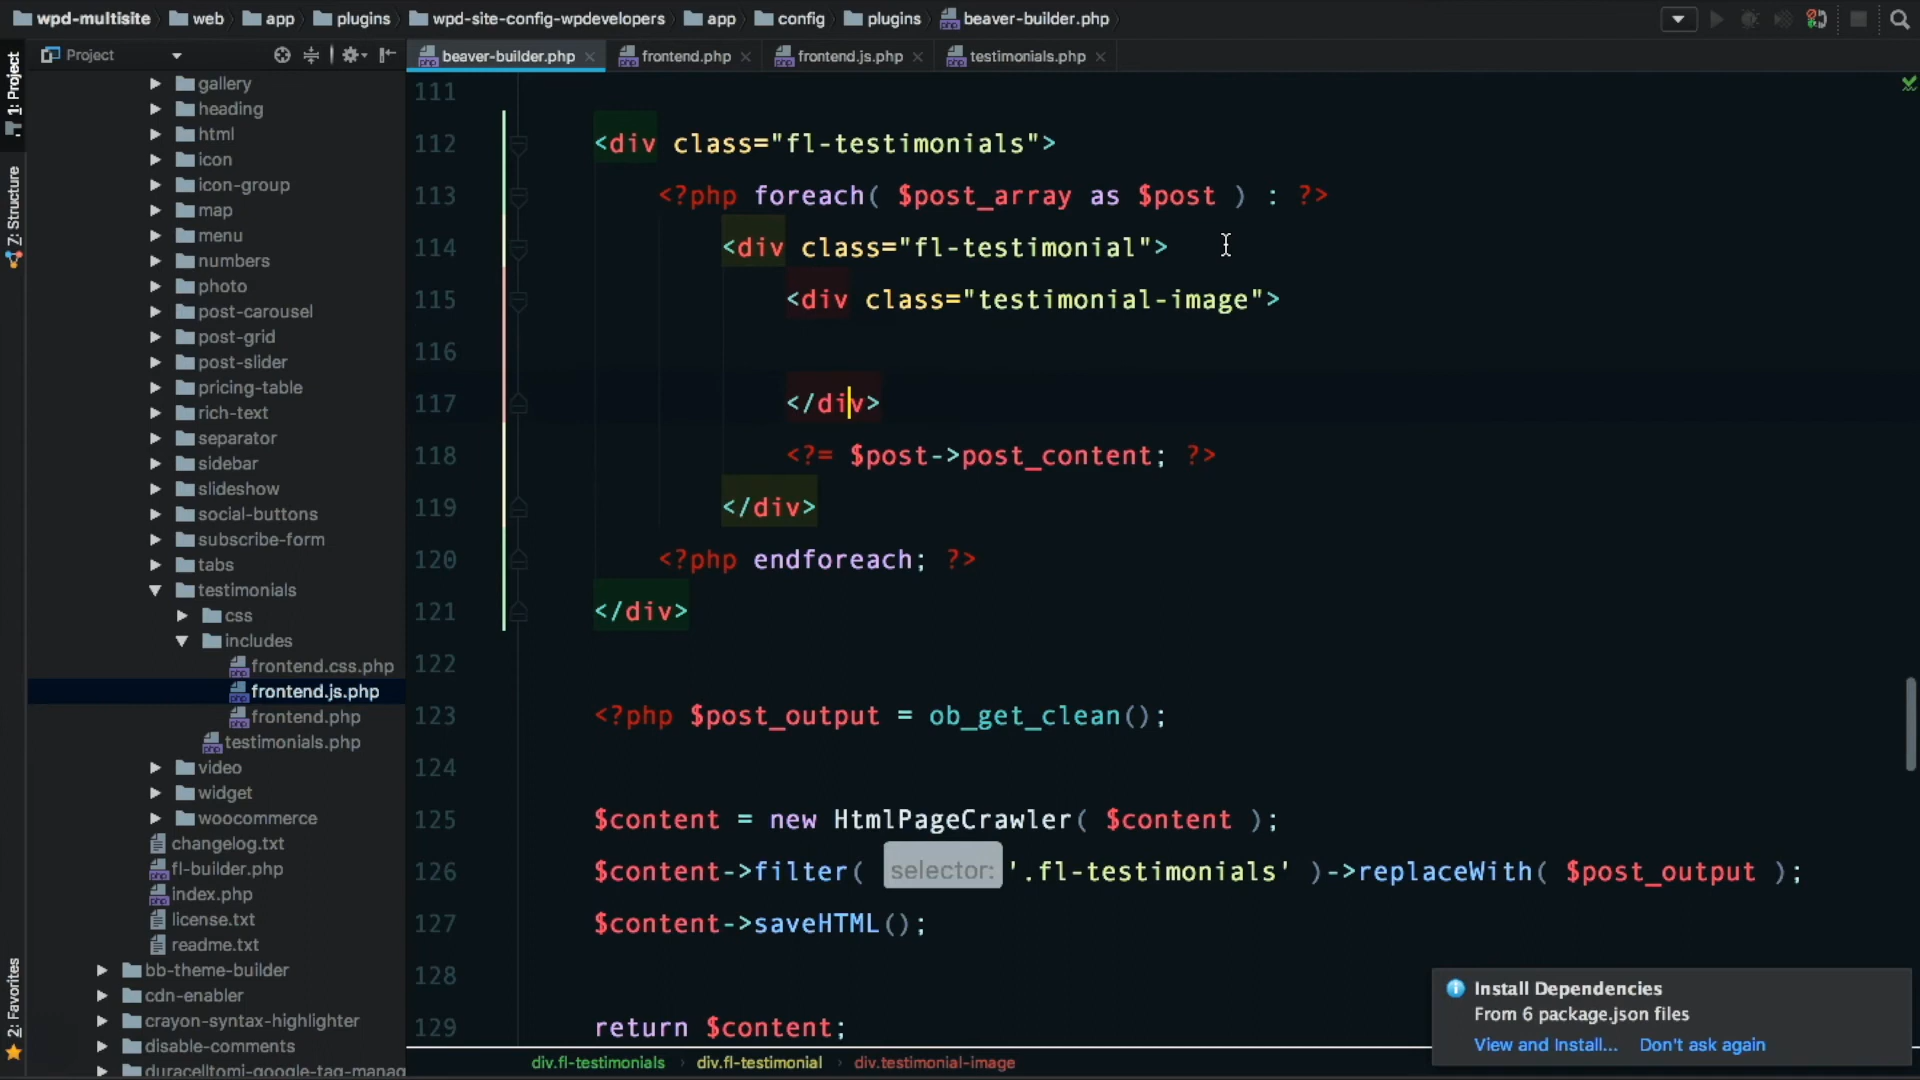 wpd-multisite web app plugins wpd-site-config-wpdevelopers app config plugins beaver-builder.php
Project
beaver-builder.php frontend.php frontend.js.php testimonials.php
1: Project
Z: Structure
2: Favorites
gallery
heading
html
icon
icon-group
map
menu
numbers
photo
post-carousel
post-grid
post-slider
pricing-table
rich-text
separator
sidebar
slideshow
social-buttons
subscribe-form
tabs
testimonials
css
includes
frontend.css.php
frontend.js.php
frontend.php
testimonials.php
video
widget
woocommerce
changelog.txt
fl-builder.php
index.php
license.txt
readme.txt
bb-theme-builder
cdn-enabler
crayon-syntax-highlighter
disable-comments
duracelltomi-google-tag-manag
111
112 <div class="fl-testimonials">
113 <?php foreach( $post_array as $post ) : ?>
114 <div class="fl-testimonial">
115 <div class="testimonial-image">
116
117 </div>
118 <?= $post->post_content; ?>
119 </div>
120 <?php endforeach; ?>
121 </div>
122
123 <?php $post_output = ob_get_clean();
124
125 $content = new HtmlPageCrawler( $content );
126 $content->filter( selector: '.fl-testimonials' )->replaceWith( $post_output );
127 $content->saveHTML();
128
129 return $content;
Install Dependencies
From 6 package.json files
View and Install... Don't ask again
div.fl-testimonials div.fl-testimonial div.testimonial-image